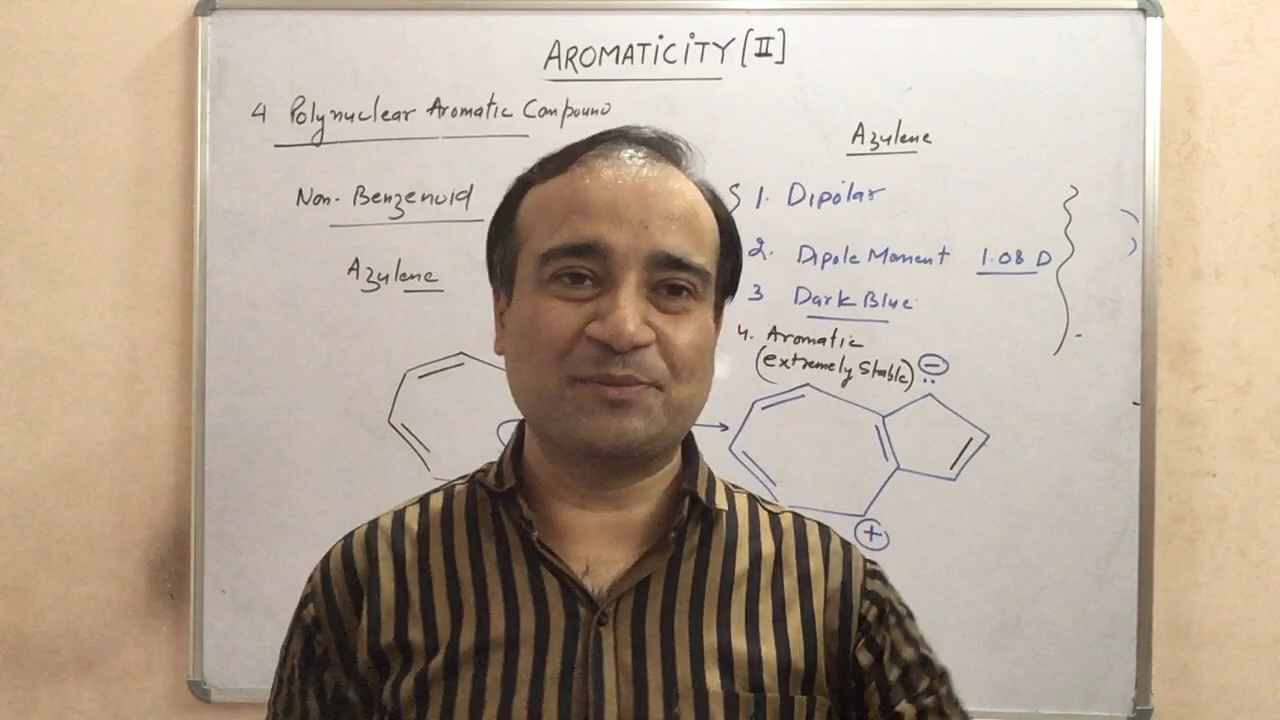 AROMATICITY [II]
4 Polynuclear Aromatic Compound
Non-Benzenoid
Azulene
Azulene
1. Dipolar
2. Dipole Moment 1.08 D
3 Dark Blue
4. Aromatic
(extremely stable)
⊖
⊕